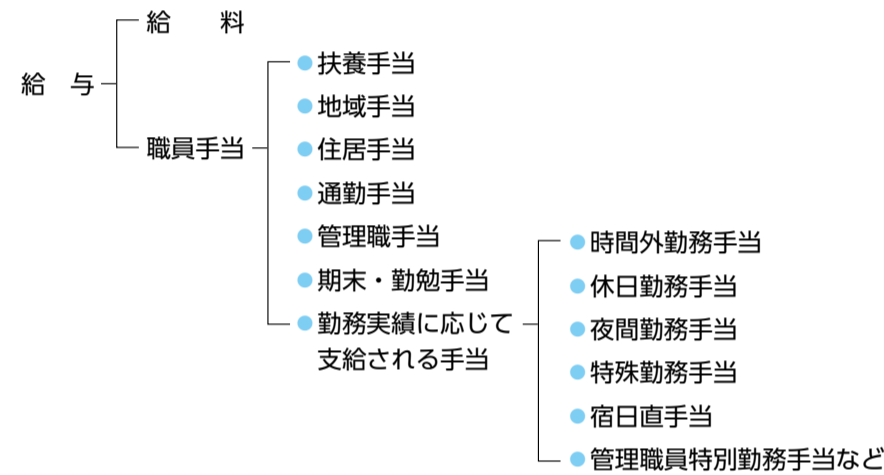 給与
給料
職員手当
扶養手当
地域手当
住居手当
通勤手当
管理職手当
期末・勤勉手当
勤務実績に応じて
支給される手当
時間外勤務手当
休日勤務手当
夜間勤務手当
特殊勤務手当
宿日直手当
管理職員特別勤務手当など